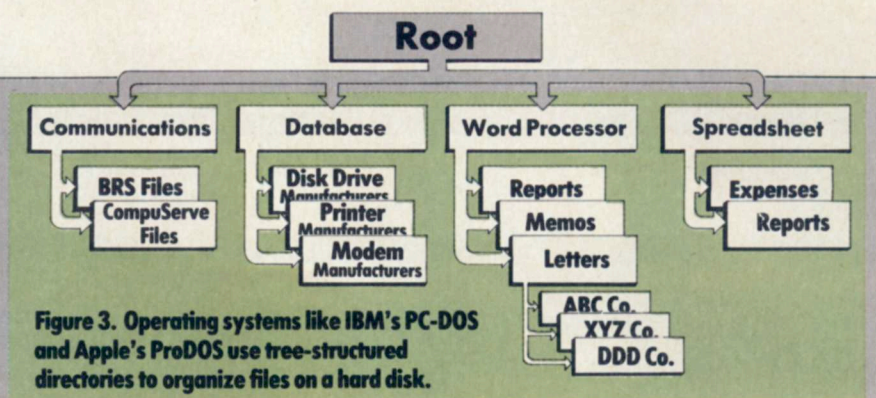 Root
Communications
Database
Word Processor
Spreadsheet
BRS Files
CompuServe
Files
Disk Drive
Manufacturers
Printer
Manufacturers
Modem
Manufacturers
Reports
Memos
Letters
ABC Co.
XYZ Co.
DDD Co.
Expenses
Reports
Figure 3. Operating systems like IBM's PC-DOS
and Apple's ProDOS use tree-structured
directories to organize files on a hard disk.